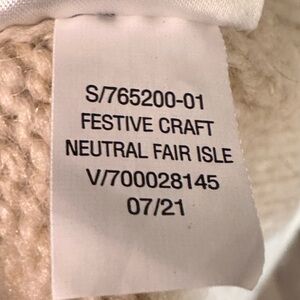 S/765200-01
FESTIVE CRAFT
NEUTRAL FAIR ISLE
V/700028145
07/21